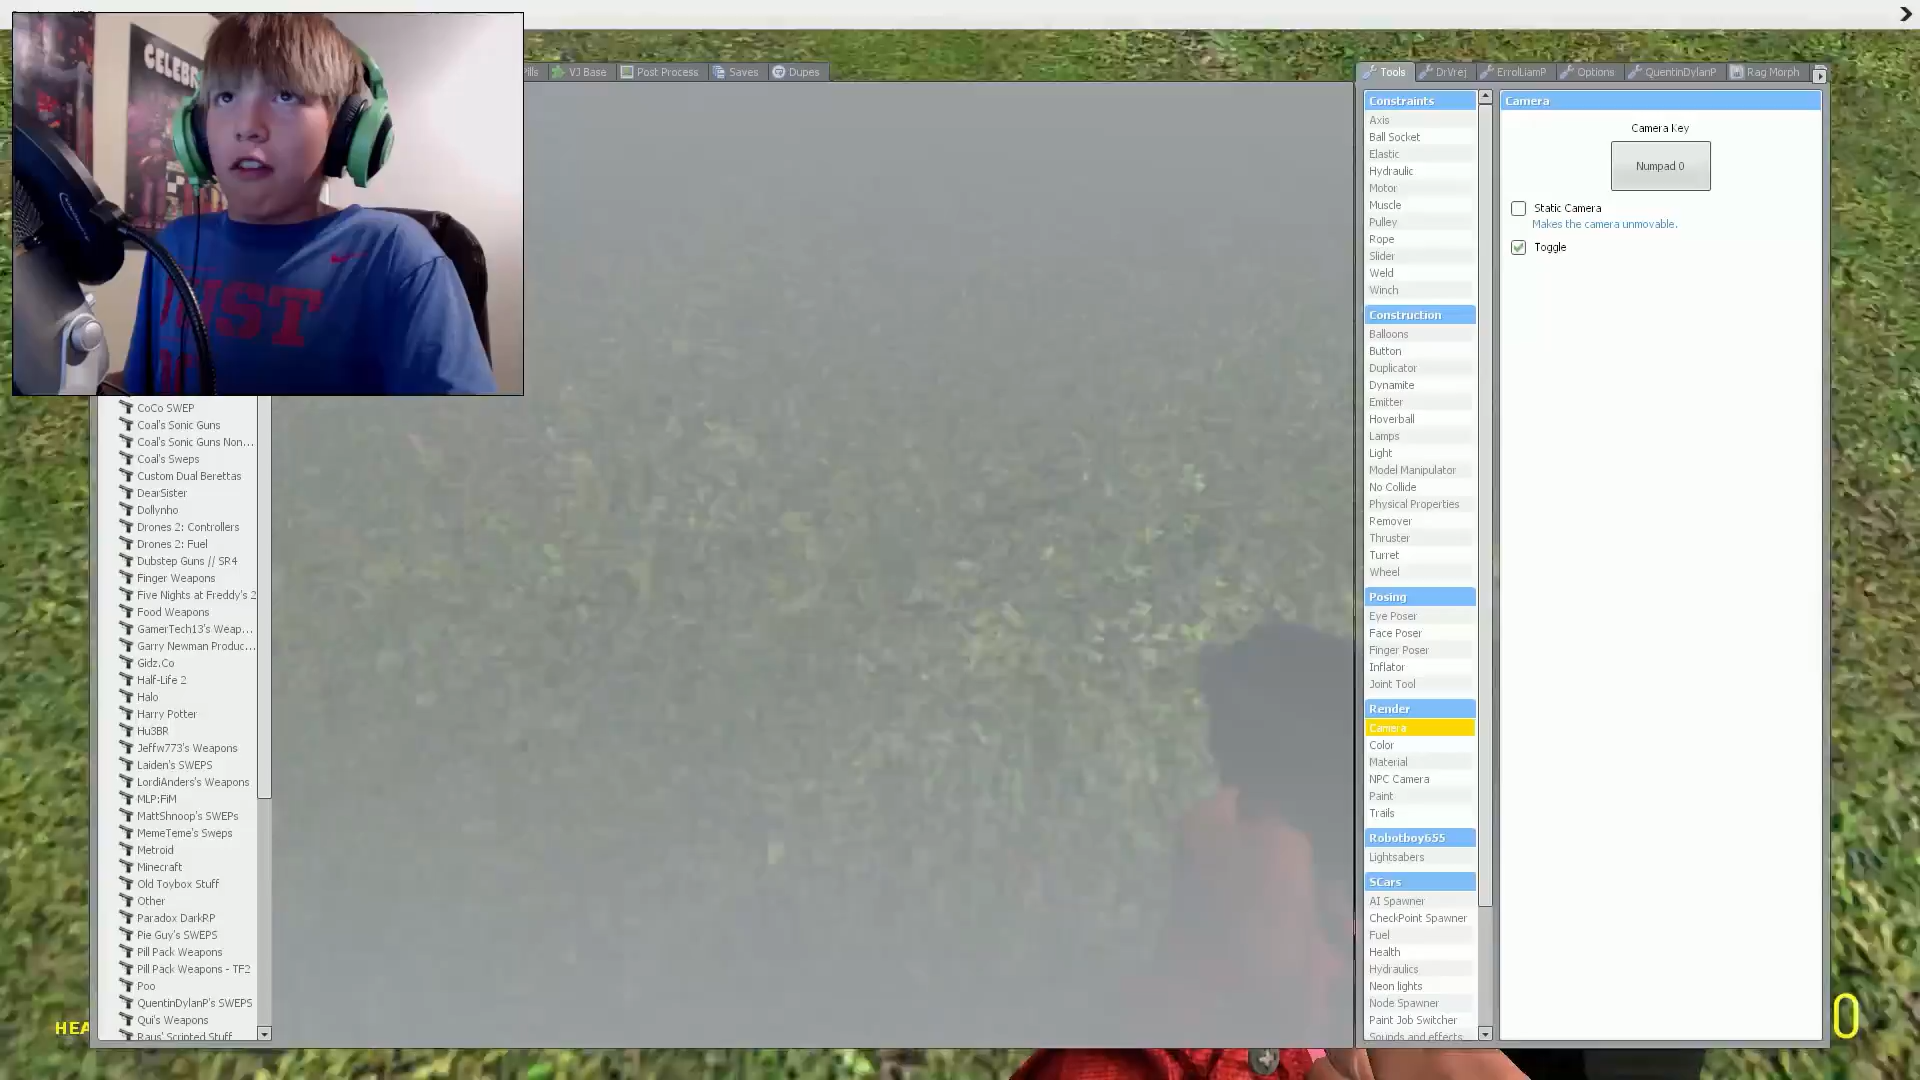 CELEBR
JUST
VJ Base
Post Process
Saves
Dupes
CoCo SWEP
Coal's Sonic Guns
Coal's Sonic Guns Non...
Coal's Sweps
Custom Dual Berettas
DearSister
Dollynho
Drones 2: Controllers
Drones 2: Fuel
Dubstep Guns // SR4
Finger Weapons
Five Nights at Freddy's 2
Food Weapons
GamerTech13's Weap...
Garry Newman Produc...
Gidz.Co
Half-Life 2
Halo
Harry Potter
Hu3BR
Jeffw773's Weapons
Laiden's SWEPS
LordiAnders's Weapons
MLP:FiM
MattShnoop's SWEPs
MemeTeme's Sweps
Metroid
Minecraft
Old Toybox Stuff
Other
Paradox DarkRP
Pie Guy's SWEPS
Pill Pack Weapons
Pill Pack Weapons - TF2
Poo
QuentinDylanP's SWEPS
Qui's Weapons
Raus' Scripted Stuff
HEA
Tools
DrVrej
ErrolLiamP
Options
QuentinDylanP
Rag Morph
Constraints
Axis
Ball Socket
Elastic
Hydraulic
Motor
Muscle
Pulley
Rope
Slider
Weld
Winch
Construction
Balloons
Button
Duplicator
Dynamite
Emitter
Hoverball
Lamps
Light
Model Manipulator
No Collide
Physical Properties
Remover
Thruster
Turret
Wheel
Posing
Eye Poser
Face Poser
Finger Poser
Inflator
Joint Tool
Render
Camera
Color
Material
NPC Camera
Paint
Trails
Robotboy655
Lightsabers
SCars
AI Spawner
CheckPoint Spawner
Fuel
Health
Hydraulics
Neon lights
Node Spawner
Paint Job Switcher
Sounds and effects
Camera
Camera Key
Numpad 0
Static Camera
Makes the camera unmovable.
Toggle
0